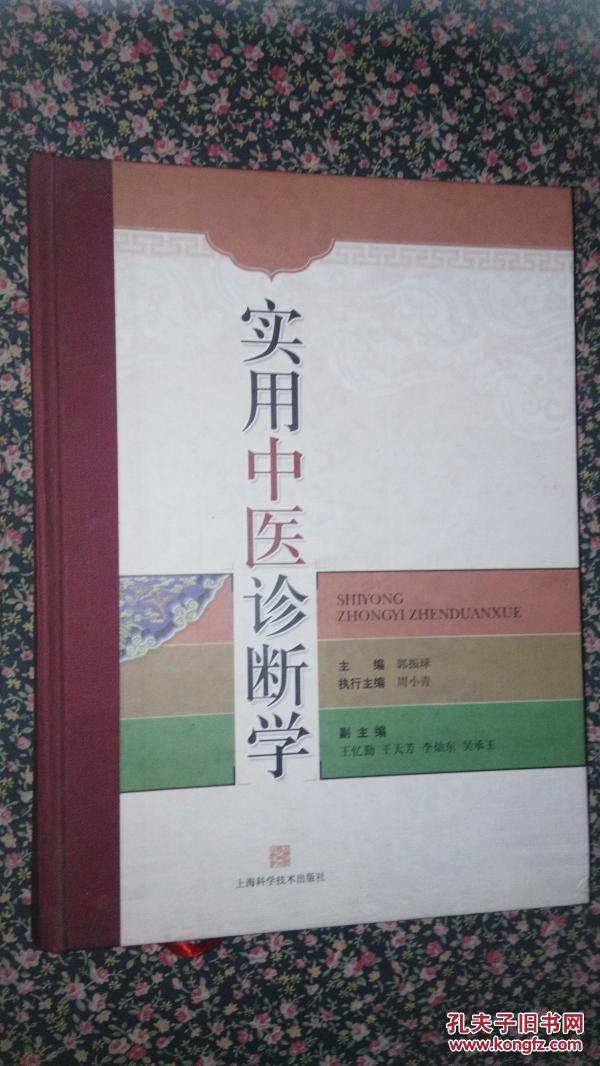 实用中医诊断学
SHIYONG
ZHONGYI ZHENDUANXUE
主 编 郭振球
执行主编 周小青
副主编
王忆勤 王天芳 李灿东 吴承玉
上海科学技术出版社
孔夫子旧书网
www.kongfz.com